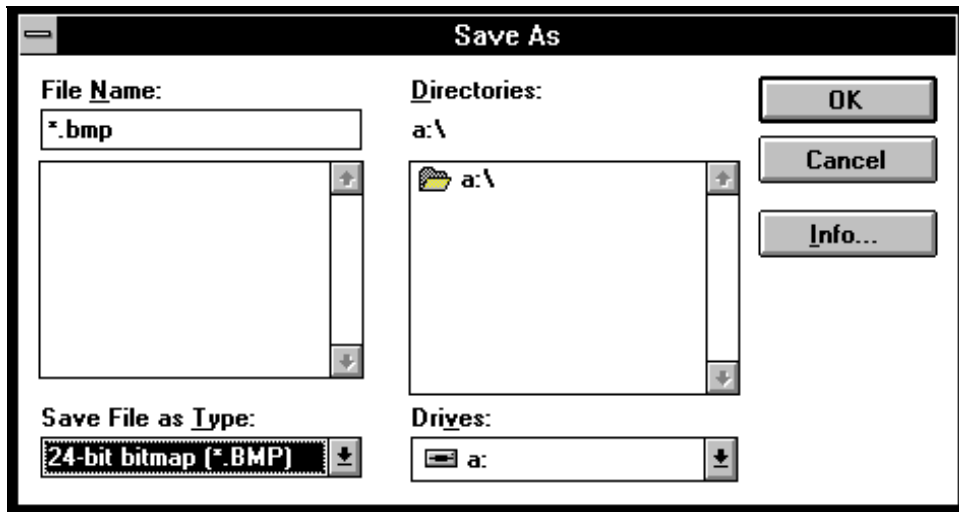 Save As
File Name:
*.bmp
Directories:
a:\
a:\
OK
Cancel
Info...
Save File as Type:
24-bit bitmap (*.BMP)
Drives:
a: